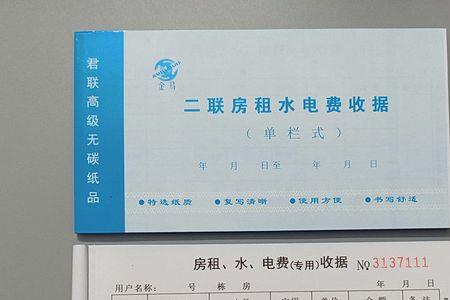 君联高级无碳纸品
金马
二联房租水电费收据
（单栏式）
年 月 日至 年 月 日
●特选纸质 ●复写清晰 ●使用方便 ●书写舒适
房租、水、电费(专用)收据 NO 3137111
用户名称: 号 栋 房